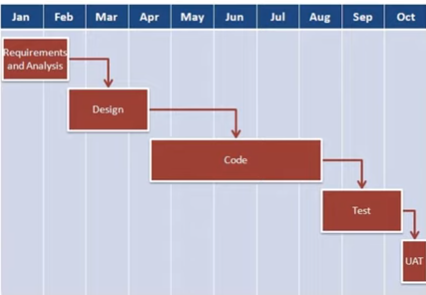 Jan Feb Mar Apr May Jun Jul Aug Sep Oct
Requirements
and Analysis
Design
Code
Test
UAT